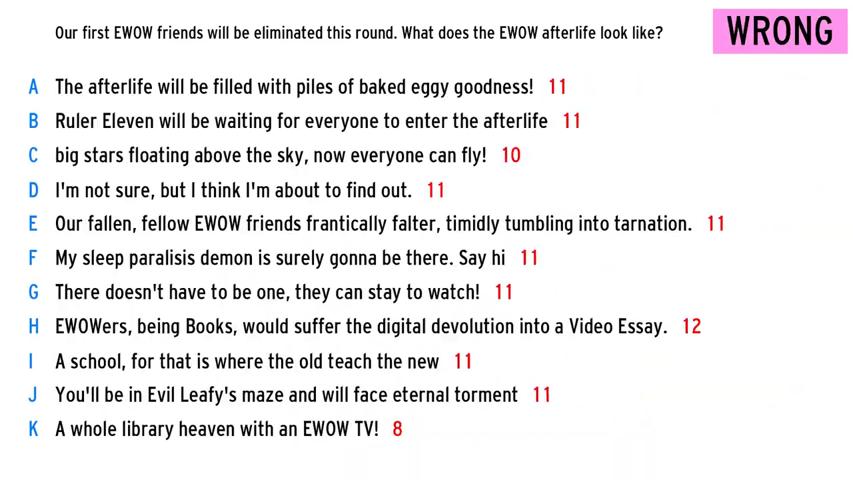 Our first EWOW friends will be eliminated this round. What does the EWOW afterlife look like?
WRONG
A The afterlife will be filled with piles of baked eggy goodness! 11
B Ruler Eleven will be waiting for everyone to enter the afterlife 11
C big stars floating above the sky, now everyone can fly! 10
D I'm not sure, but I think I'm about to find out. 11
E Our fallen, fellow EWOW friends frantically falter, timidly tumbling into tarnation. 11
F My sleep paralisis demon is surely gonna be there. Say hi 11
G There doesn't have to be one, they can stay to watch! 11
H EWOWers, being Books, would suffer the digital devolution into a Video Essay. 12
I A school, for that is where the old teach the new 11
J You'll be in Evil Leafy's maze and will face eternal torment 11
K A whole library heaven with an EWOW TV! 8